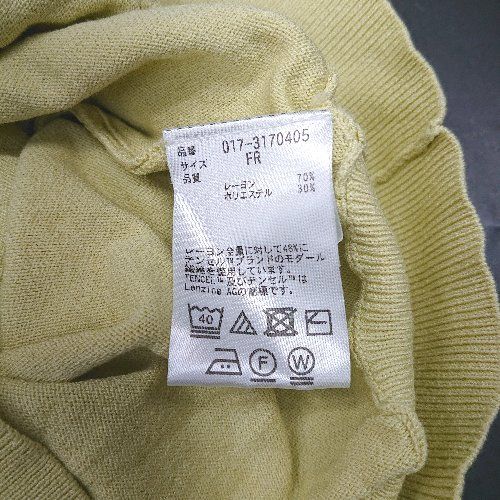 品番 017-3170405
サイズ FR
品質
レーヨン 70%
ポリエステル 30%
レーヨン全量に対して48%に
テンセル™ブランドのモダール
繊維を使用しています。
TENCEL™及びテンセル™は
Lenzing AGの商標です。
40
F W